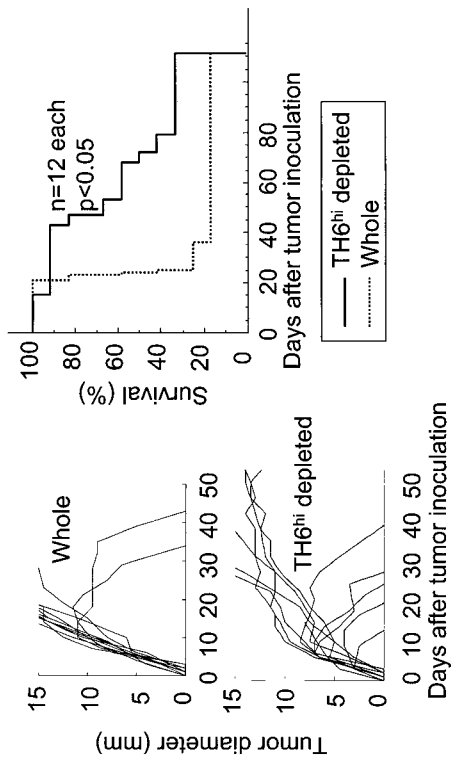 Tumor diameter (mm)
15
10
5
0
Whole
0 10 20 30 40 50
15
10
5
0
TH6hi depleted
0 10 20 30 40 50
Days after tumor inoculation
Survival (%)
100
80
60
40
20
0
n=12 each
p<0.05
0 20 40 60 80
Days after tumor inoculation
TH6hi depleted
Whole